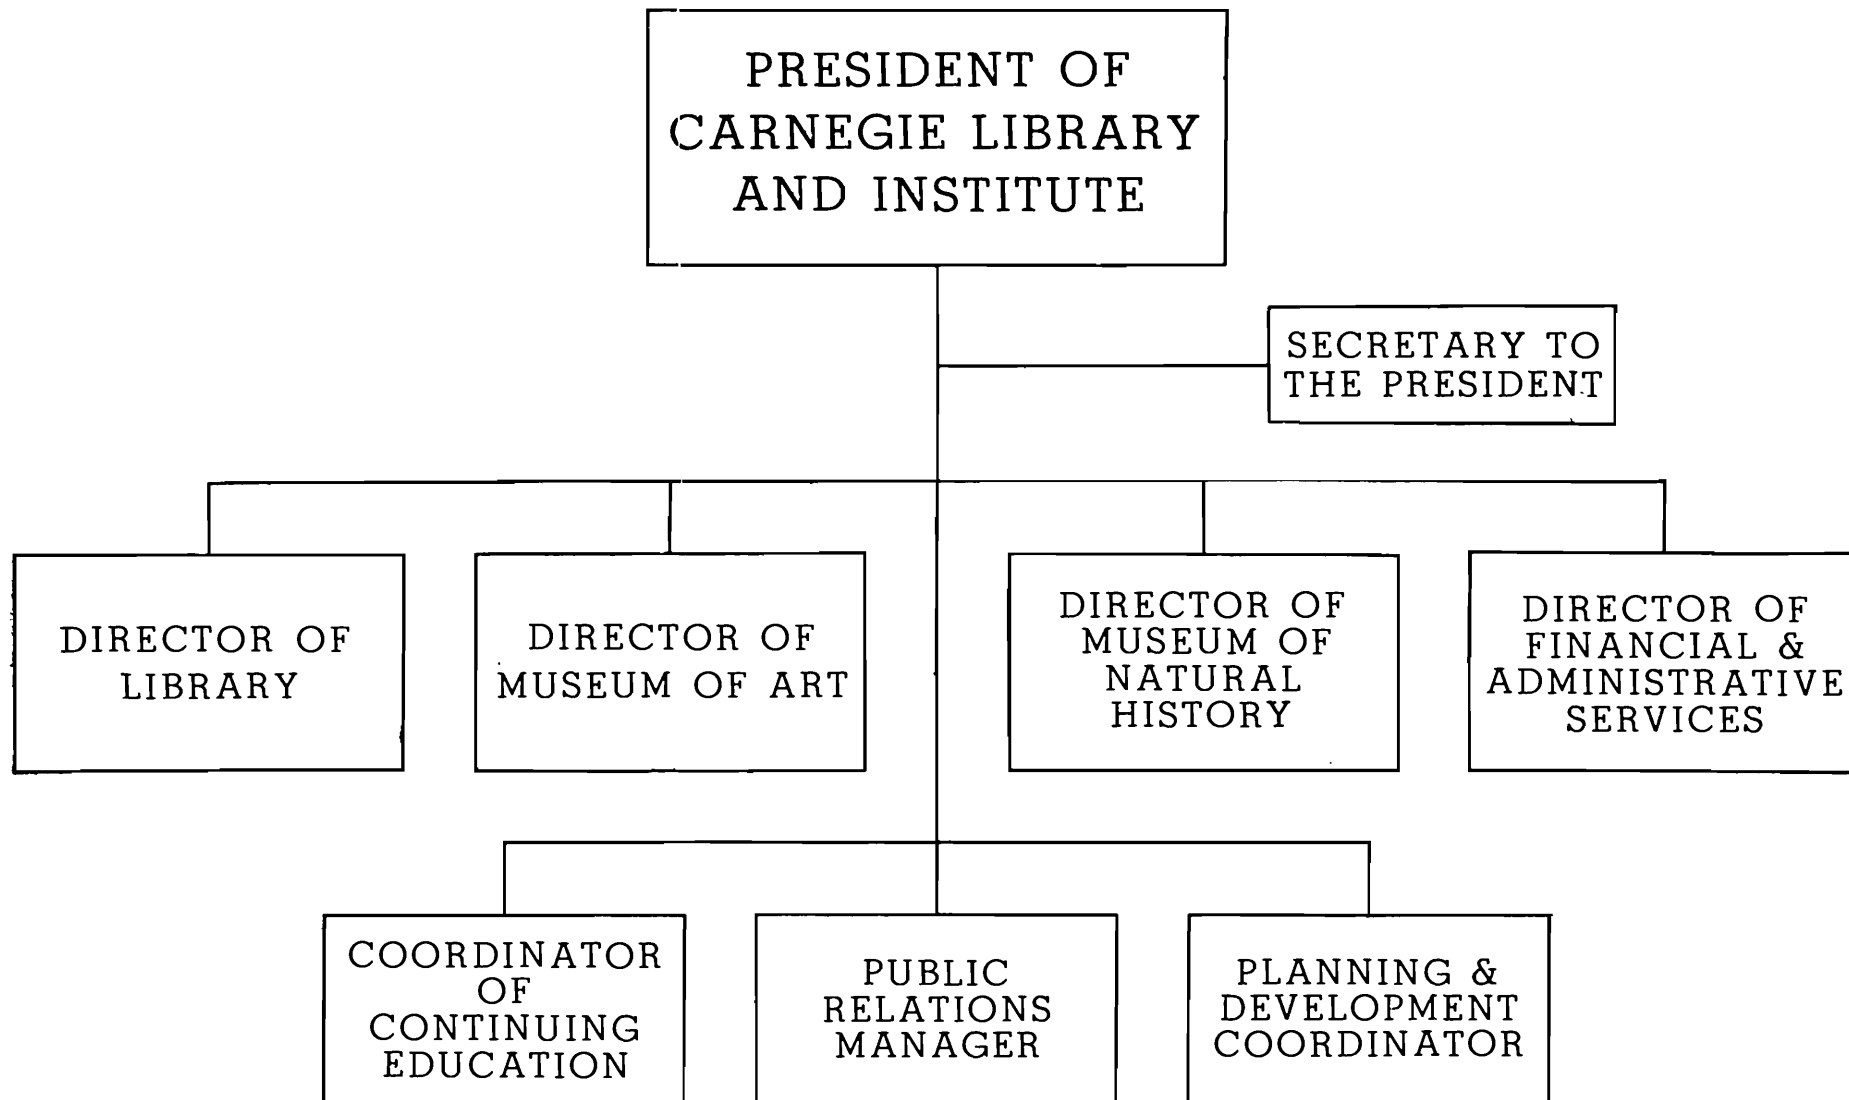 PRESIDENT OF
CARNEGIE LIBRARY
AND INSTITUTE
SECRETARY TO
THE PRESIDENT
DIRECTOR OF
LIBRARY
DIRECTOR OF
MUSEUM OF ART
DIRECTOR OF
MUSEUM OF
NATURAL
HISTORY
DIRECTOR OF
FINANCIAL &
ADMINISTRATIVE
SERVICES
COORDINATOR
OF
CONTINUING
EDUCATION
PUBLIC
RELATIONS
MANAGER
PLANNING &
DEVELOPMENT
COORDINATOR